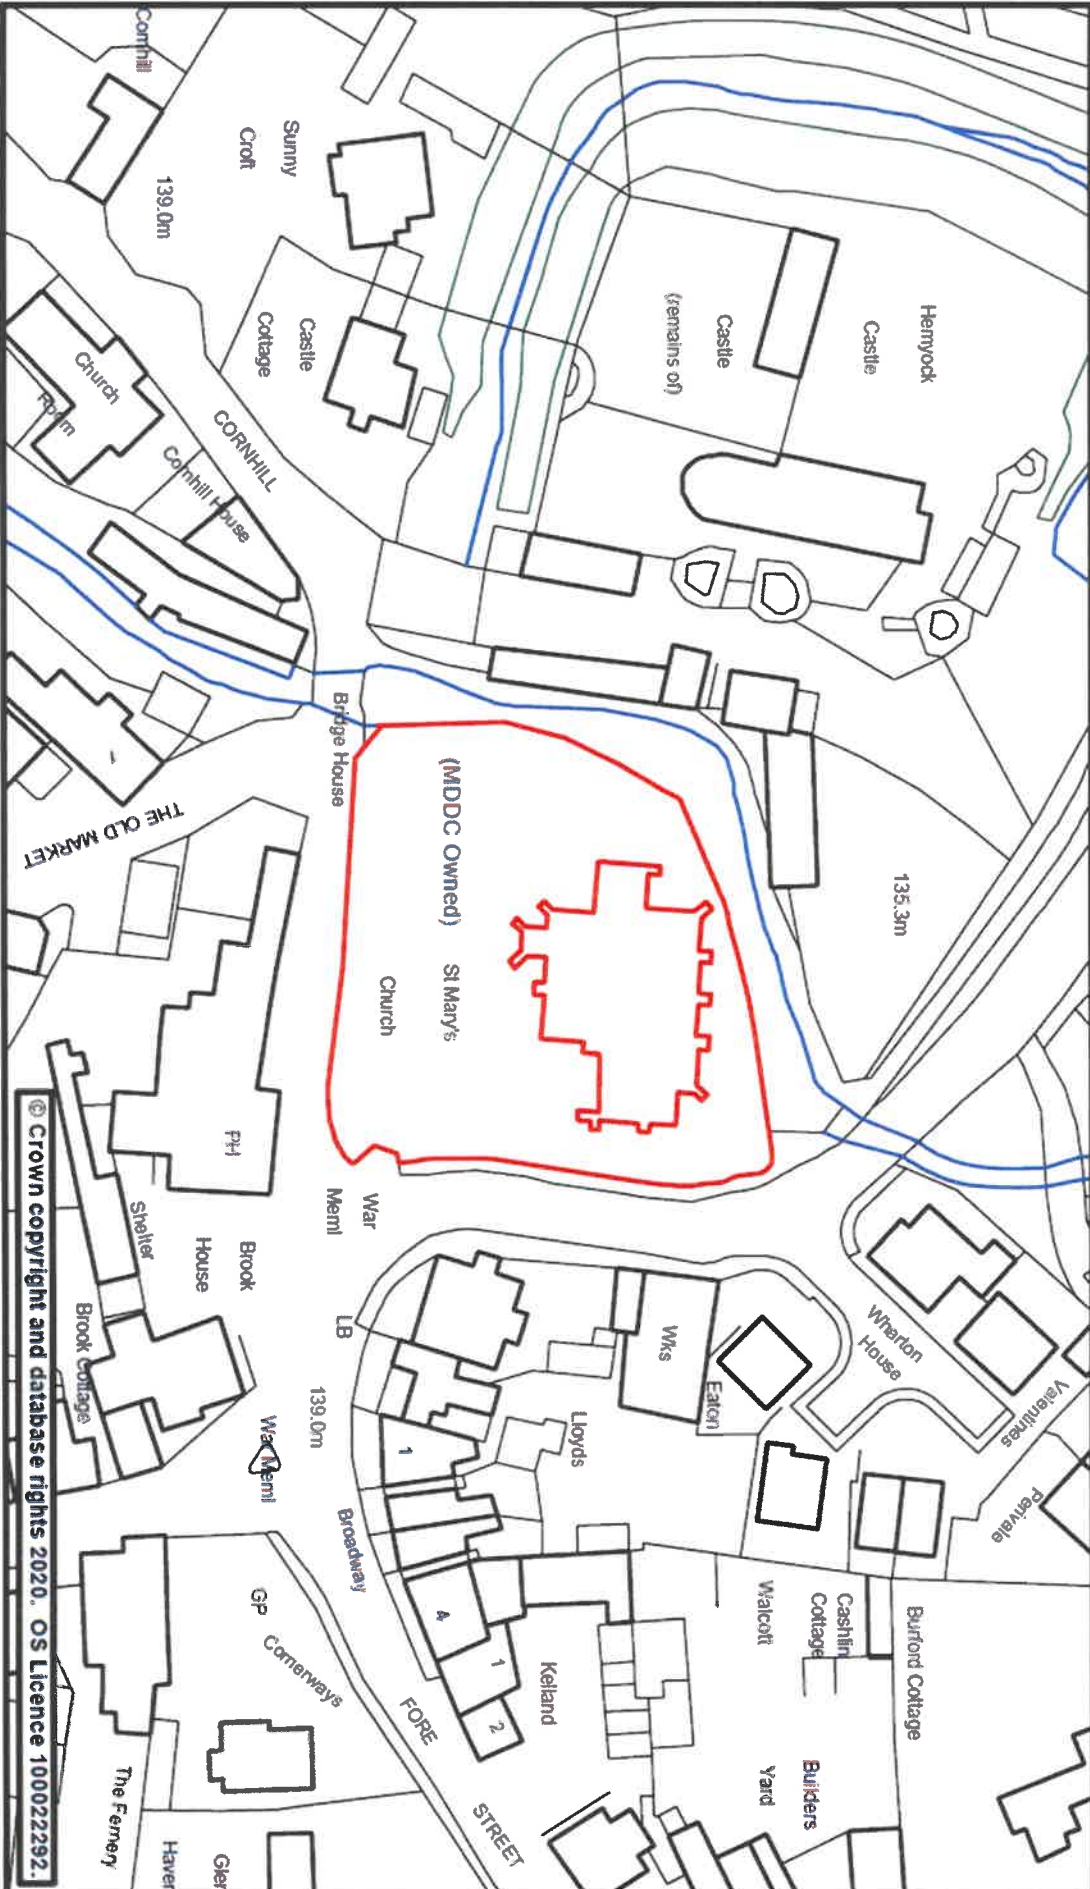 Hemyock
Castle
Castle
(remains of)
Cornhill
Sunny
Croft
139.0m
Castle
Cottage
CORNHILL
Church
Room
Cornhill House
Bridge House
THE OLD MARKET
(MDDC Owned)
St Mary's
Church
135.3m
PH
Shelter
War
Meml
Brook
House
Brook Cottage
LB
139.0m
War Meml
Wharton
House
Valentines
Perivale
Wks
Eaton
Lloyds
1
Broadway
4
1
2
Kelland
Walcott
Cashlin
Cottage
Burford Cottage
Builders
Yard
GP
Cornerways
FORE
STREET
The Fernery
Haven
Glen
© Crown copyright and database rights 2020. OS Licence 100022292.